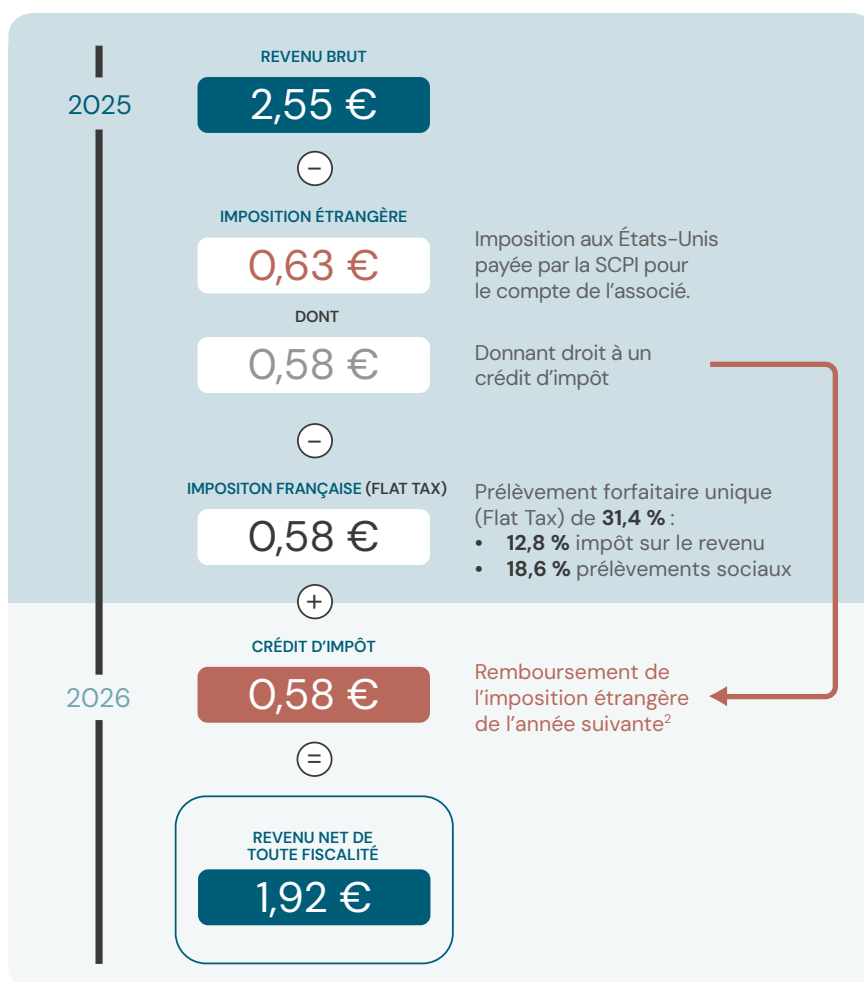 REVENU BRUT
2025
2,55 €
−
IMPOSITION ÉTRANGÈRE
0,63 €
Imposition aux États-Unis
payée par la SCPI pour
le compte de l’associé.
DONT
0,58 €
Donnant droit à un
crédit d’impôt
−
IMPOSITON FRANÇAISE (FLAT TAX)
0,58 €
Prélèvement forfaitaire unique
(Flat Tax) de 31,4 % :
• 12,8 % impôt sur le revenu
• 18,6 % prélèvements sociaux
+
CRÉDIT D’IMPÔT
2026
0,58 €
Remboursement de
l’imposition étrangère
de l’année suivante²
=
REVENU NET DE
TOUTE FISCALITÉ
1,92 €